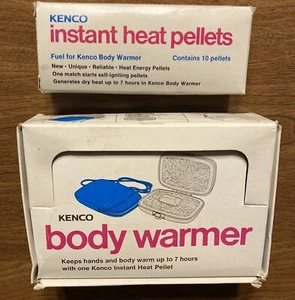 KENCO
instant heat pellets
Fuel for Kenco Body Warmer Contains 10 pellets
New · Unique · Reliable · Heat Energy Pellets
One match starts self-igniting pellets
Generates dry heat up to 7 hours in Kenco Body Warmer
KENCO
body warmer
Keeps hands and body warm up to 7 hours
with one Kenco Instant Heat Pellet